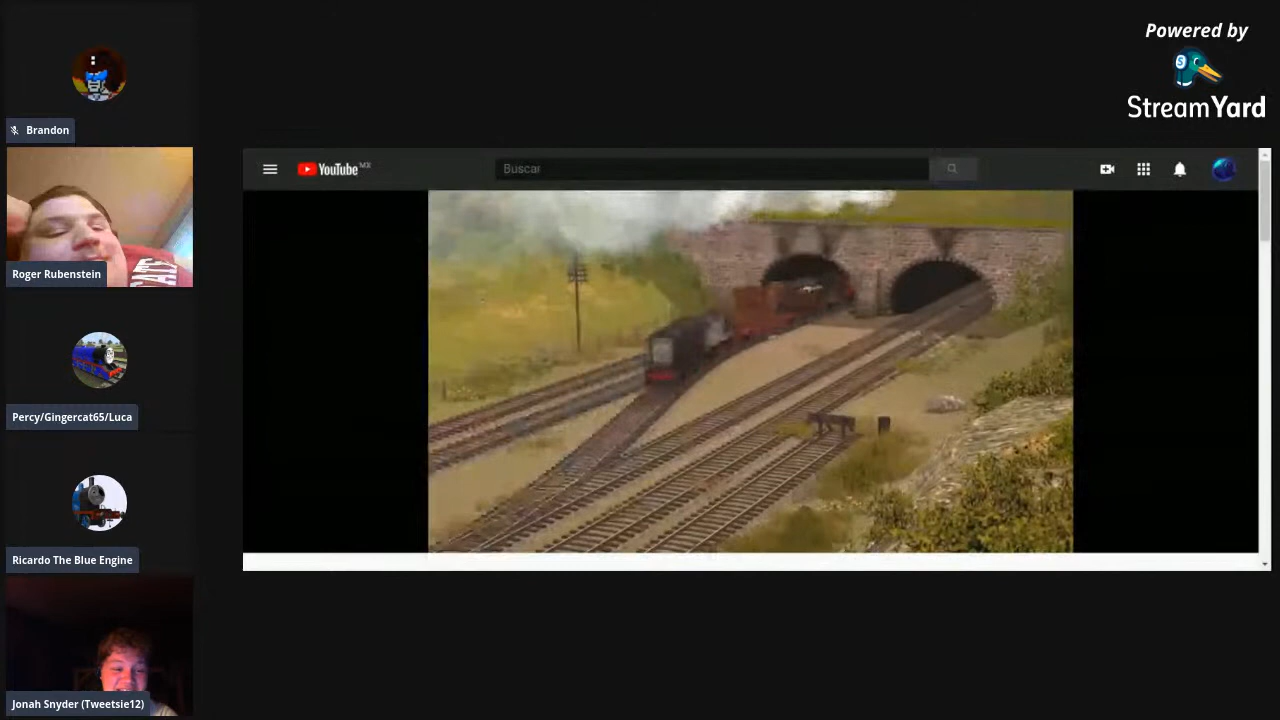 Powered by
StreamYard
Brandon
YouTube MX
Buscar
Roger Rubenstein
Percy/Gingercat65/Luca
Ricardo The Blue Engine
Jonah Snyder (Tweetsie12)